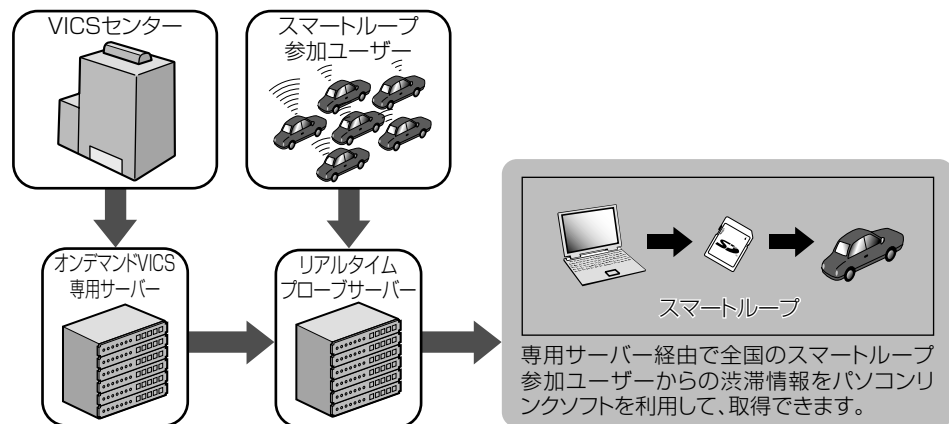 VICSセンター
スマートループ
参加ユーザー
オンデマンドVICS
専用サーバー
リアルタイム
プローブサーバー
SD
スマートループ
専用サーバー経由で全国のスマートループ
参加ユーザーからの渋滞情報をパソコンリ
ンクソフトを利用して、取得できます。